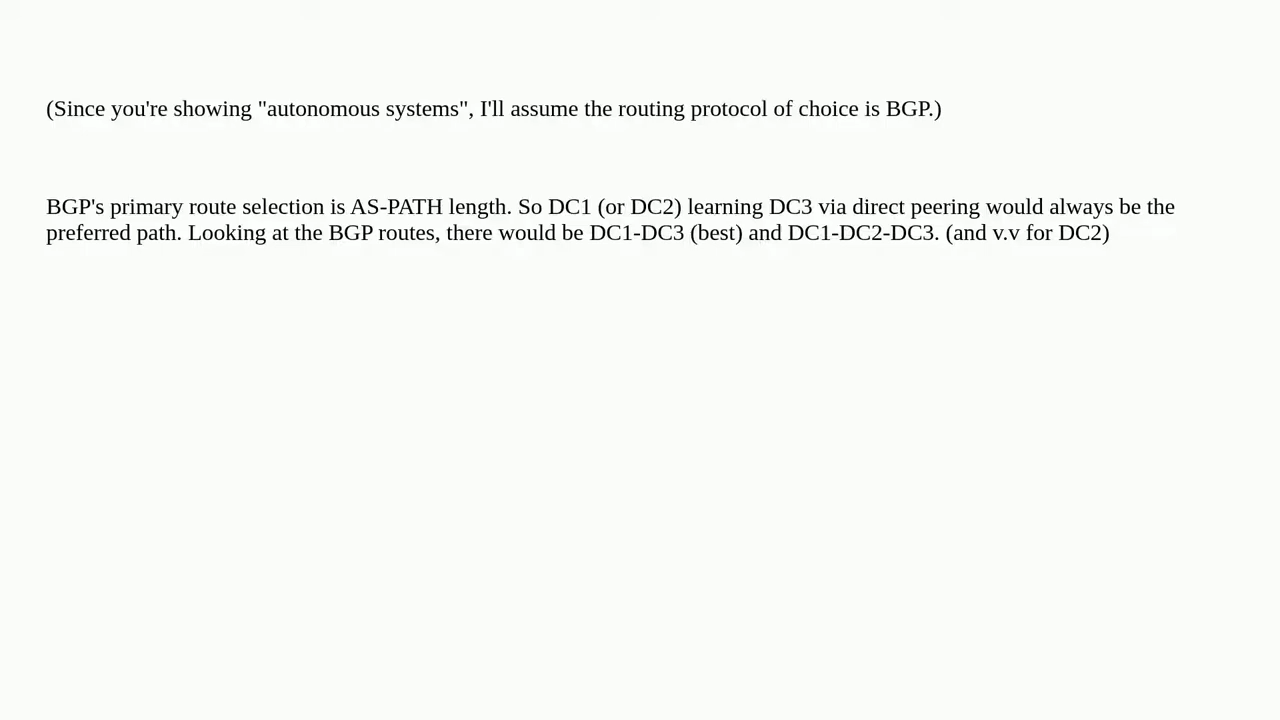 (Since you're showing "autonomous systems", I'll assume the routing protocol of choice is BGP.)
BGP's primary route selection is AS-PATH length. So DC1 (or DC2) learning DC3 via direct peering would always be the
preferred path. Looking at the BGP routes, there would be DC1-DC3 (best) and DC1-DC2-DC3. (and v.v for DC2)